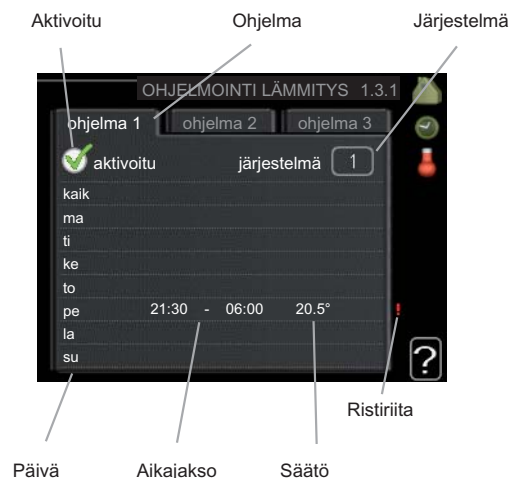 Aktivoitu Ohjelma Järjestelmä
OHJELMOINTI LÄMMITYS 1.3.1
ohjelma 1 ohjelma 2 ohjelma 3
aktivoitu järjestelmä 1
kaik
ma
ti
ke
to
pe 21:30 - 06:00 20.5° !
la
su
?
Ristiriita
Päivä Aikajakso Säätö